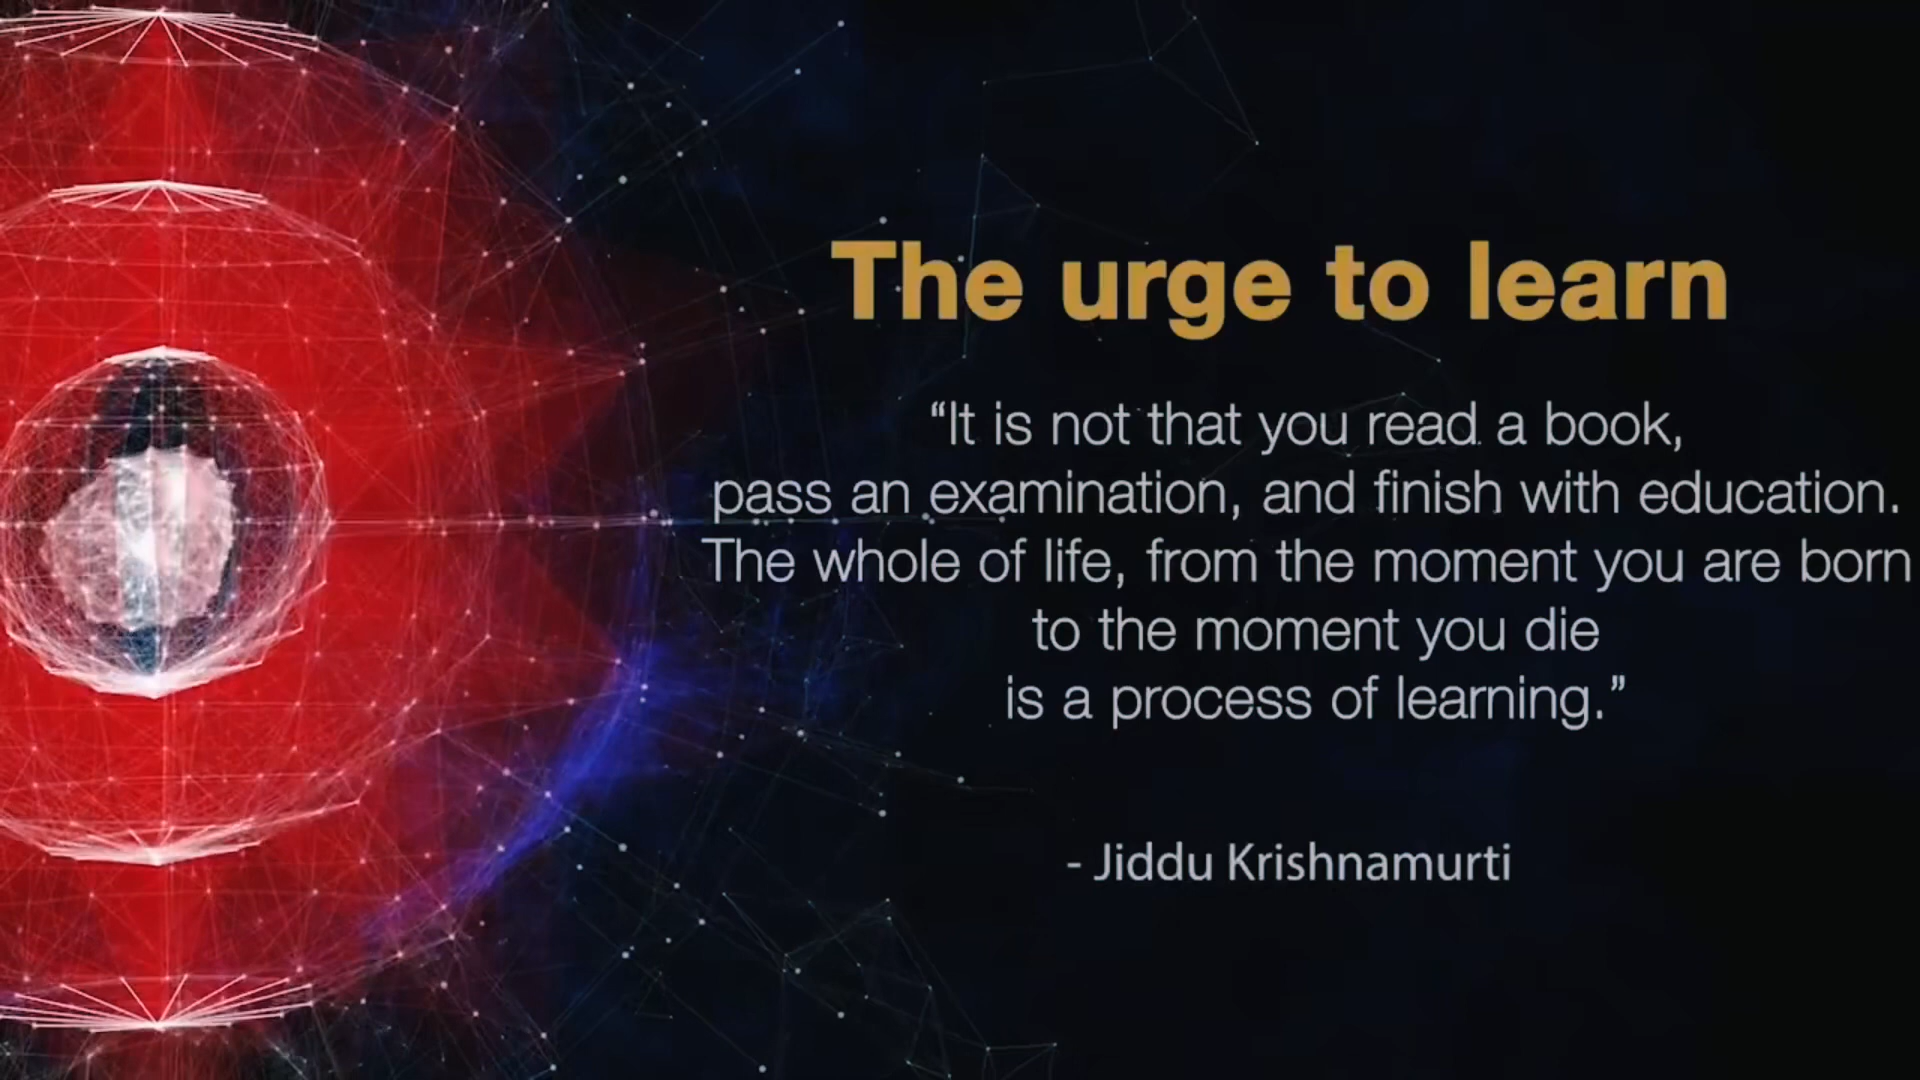 The urge to learn
“It is not that you read a book,
pass an examination, and finish with education.
The whole of life, from the moment you are born
to the moment you die
is a process of learning.”
- Jiddu Krishnamurti